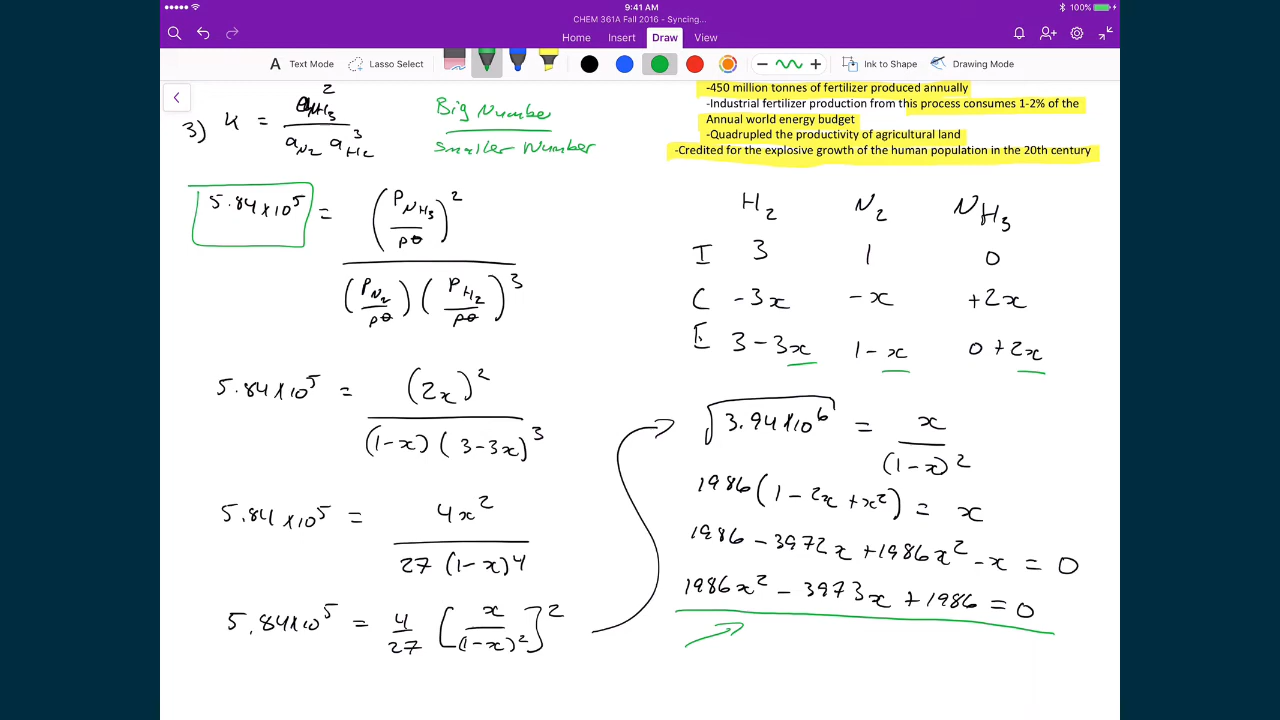 9:41 AM
100%
CHEM 361A Fall 2016 - Syncing...
Home Insert Draw View
Text Mode Lasso Select Ink to Shape Drawing Mode
-450 million tonnes of fertilizer produced annually
-Industrial fertilizer production from this process consumes 1-2% of the
Annual world energy budget
-Quadrupled the productivity of agricultural land
-Credited for the explosive growth of the human population in the 20th century
3) K = a_NH₃² / a_N₂ a_H₂³
Big Number
Smaller Number
5.84x10⁵ = (P_NH₃ / P⊖)² / (P_N₂ / P⊖) (P_H₂ / P⊖)³
5.84x10⁵ = (2x)² / (1-x) (3-3x)³
5.84x10⁵ = 4x² / 27 (1-x)4
5.84x10⁵ = 4/27 [x / (1-x)²]²
H₂ N₂ NH₃
I 3 1 0
C -3x -x +2x
E 3-3x 1-x 0+2x
√3.94x10⁶ = x / (1-x)²
1986 (1-2x+x²) = x
1986 - 3972x + 1986x² - x = 0
1986x² - 3973x + 1986 = 0